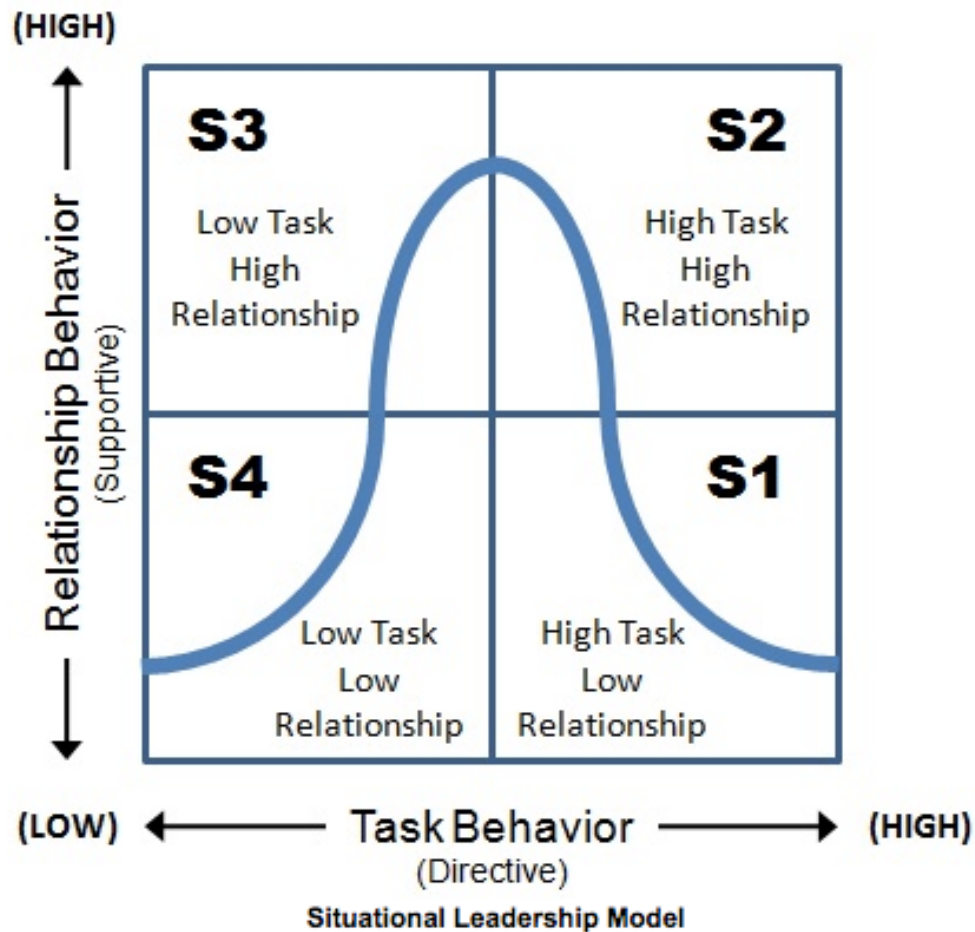 (HIGH)
Relationship Behavior
(Supportive)
S3
Low Task
High
Relationship
S2
High Task
High
Relationship
S4
Low Task
Low
Relationship
S1
High Task
Low
Relationship
(LOW)
Task Behavior
(Directive)
(HIGH)
Situational Leadership Model